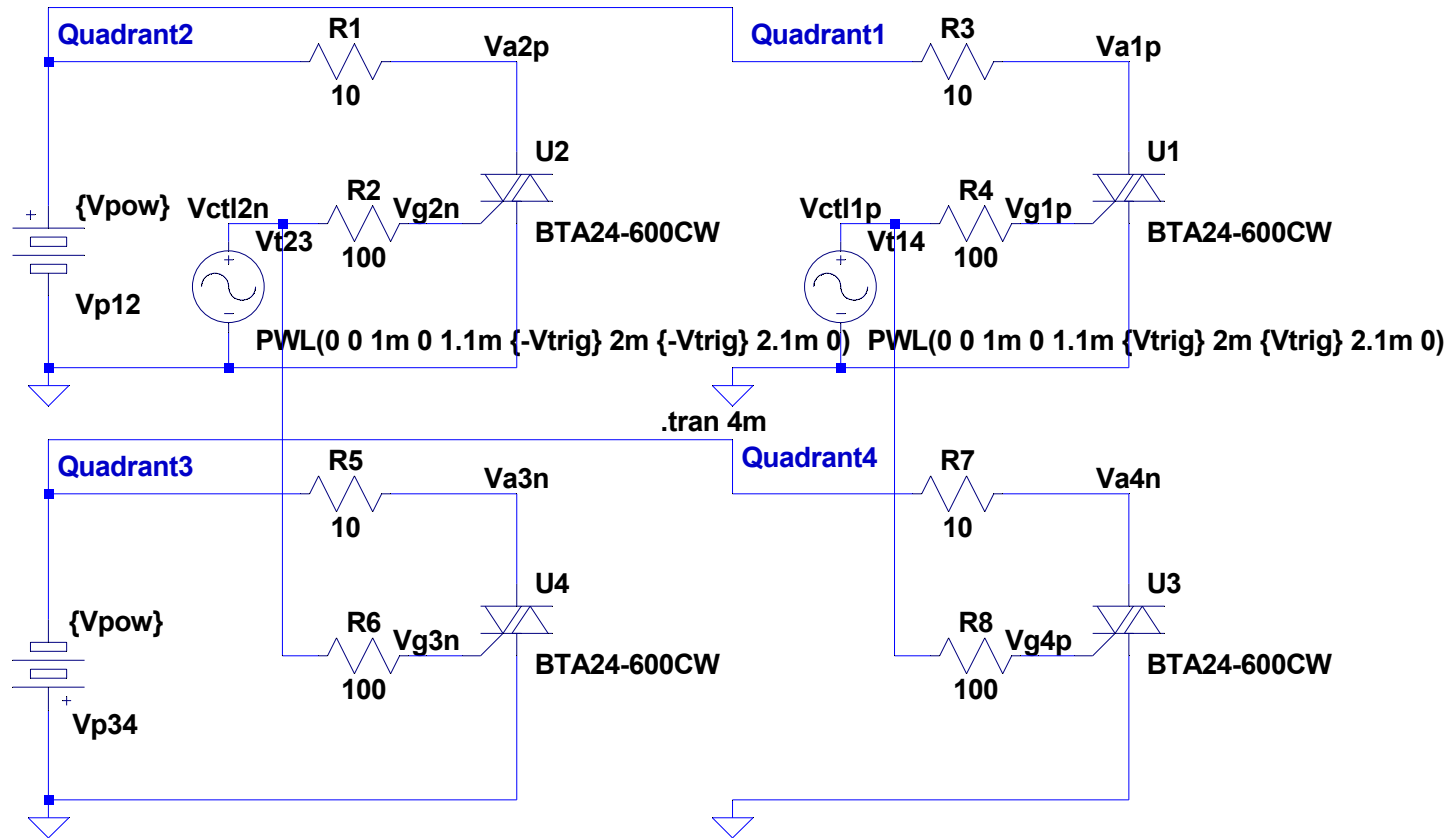 Quadrant2
R1
10
Va2p
Quadrant1
R3
10
Va1p
U2
BTA24-600CW
U1
BTA24-600CW
{Vpow}
Vp12
Vctl2n
Vt23
R2
100
Vg2n
Vctl1p
Vt14
R4
100
Vg1p
PWL(0 0 1m 0 1.1m {-Vtrig} 2m {-Vtrig} 2.1m 0)
PWL(0 0 1m 0 1.1m {Vtrig} 2m {Vtrig} 2.1m 0)
.tran 4m
Quadrant3
R5
10
Va3n
Quadrant4
R7
10
Va4n
U4
BTA24-600CW
U3
BTA24-600CW
{Vpow}
Vp34
R6
100
Vg3n
R8
100
Vg4p